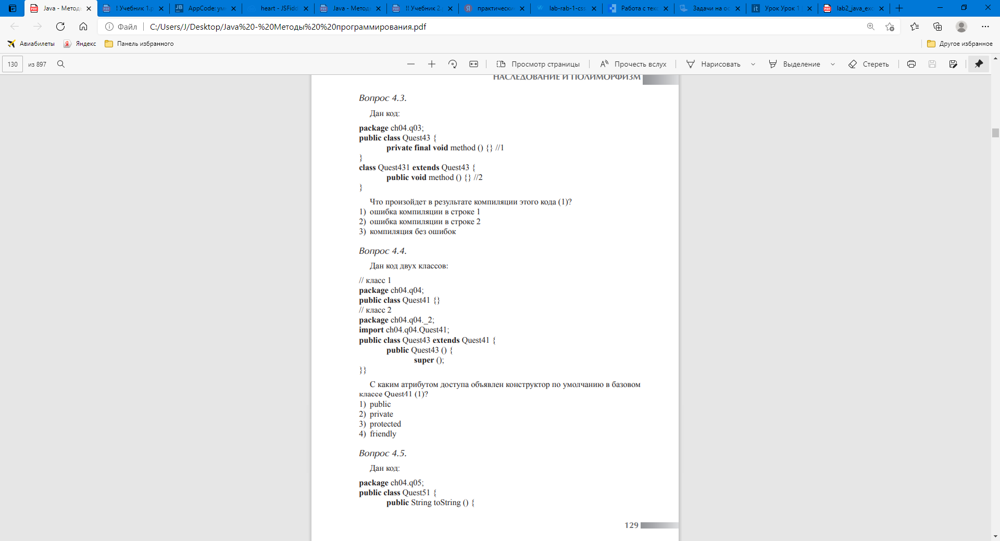 Java - Методы
! Учебник 1.p
AppCode: ум
heart - JSFidd
Java - Методы
!! Учебник 2.
практически
lab-rab-1-css
Работа с текс
Задачи на ос
Урок Урок 1
lab2_java_exc
Файл
C:/Users/J/Desktop/Java%20-%20Методы%20%20программирования.pdf
Авиабилеты
Яндекс
Панель избранного
Другое избранное
130 из 897
Просмотр страницы
Прочесть вслух
Нарисовать
Выделение
Стереть
НАСЛЕДОВАНИЕ И ПОЛИМОРФИЗМ
Вопрос 4.3.
Дан код:
package ch04.q03;
public class Quest43 {
private final void method () {} //1
}
class Quest431 extends Quest43 {
public void method () {} //2
}
Что произойдет в результате компиляции этого кода (1)?
1) ошибка компиляции в строке 1
2) ошибка компиляции в строке 2
3) компиляция без ошибок
Вопрос 4.4.
Дан код двух классов:
// класс 1
package ch04.q04;
public class Quest41 {}
// класс 2
package ch04.q04._2;
import ch04.q04.Quest41;
public class Quest43 extends Quest41 {
public Quest43 () {
super ();
}}
С каким атрибутом доступа объявлен конструктор по умолчанию в базовом
классе Quest41 (1)?
1) public
2) private
3) protected
4) friendly
Вопрос 4.5.
Дан код:
package ch04.q05;
public class Quest51 {
public String toString () {
129